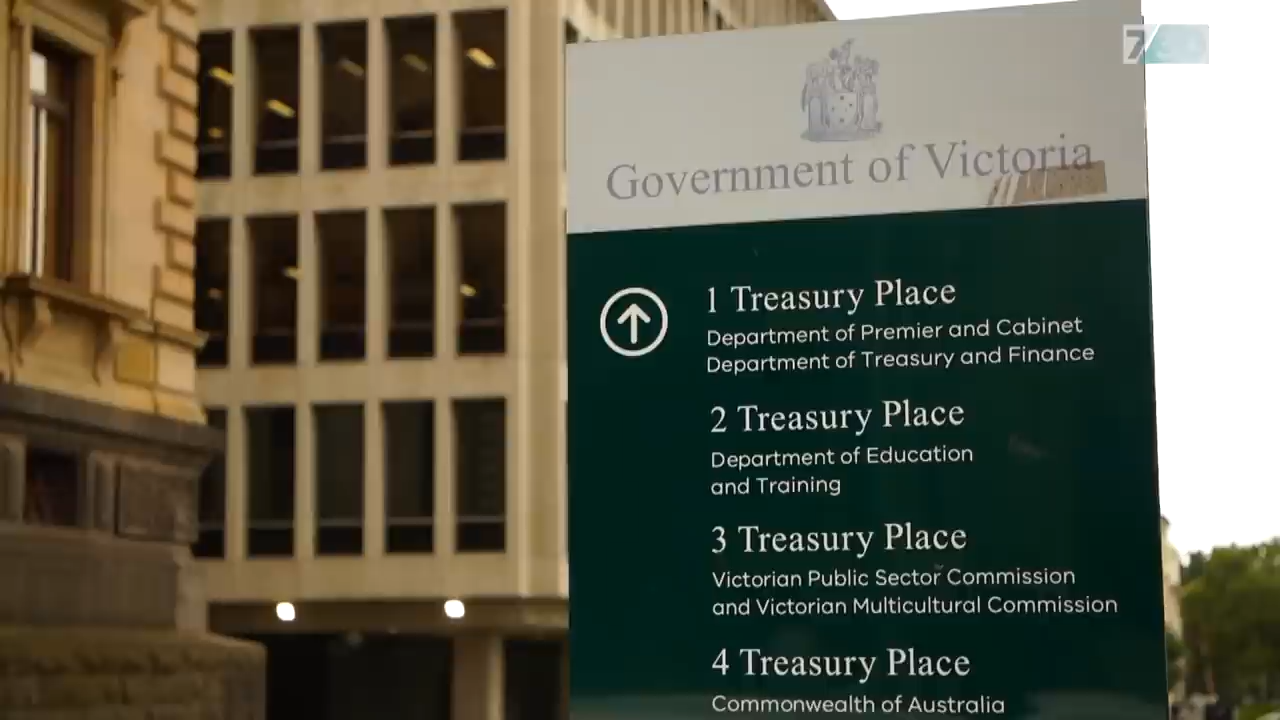 7
Government of Victoria
1 Treasury Place
Department of Premier and Cabinet
Department of Treasury and Finance
2 Treasury Place
Department of Education
and Training
3 Treasury Place
Victorian Public Sector Commission
and Victorian Multicultural Commission
4 Treasury Place
Commonwealth of Australia